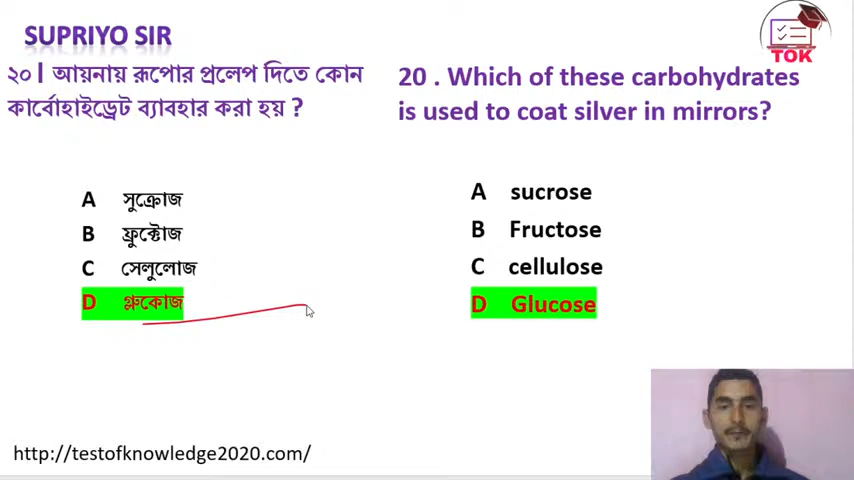 SUPRIYO SIR
TOK
২০। আয়নায় রূপোর প্রলেপ দিতে কোন
কার্বোহাইড্রেট ব্যাবহার করা হয় ?
A সুক্রোজ
B ফ্রুক্টোজ
C সেলুলোজ
D গ্লুকোজ
20 . Which of these carbohydrates
is used to coat silver in mirrors?
A sucrose
B Fructose
C cellulose
D Glucose
http://testofknowledge2020.com/